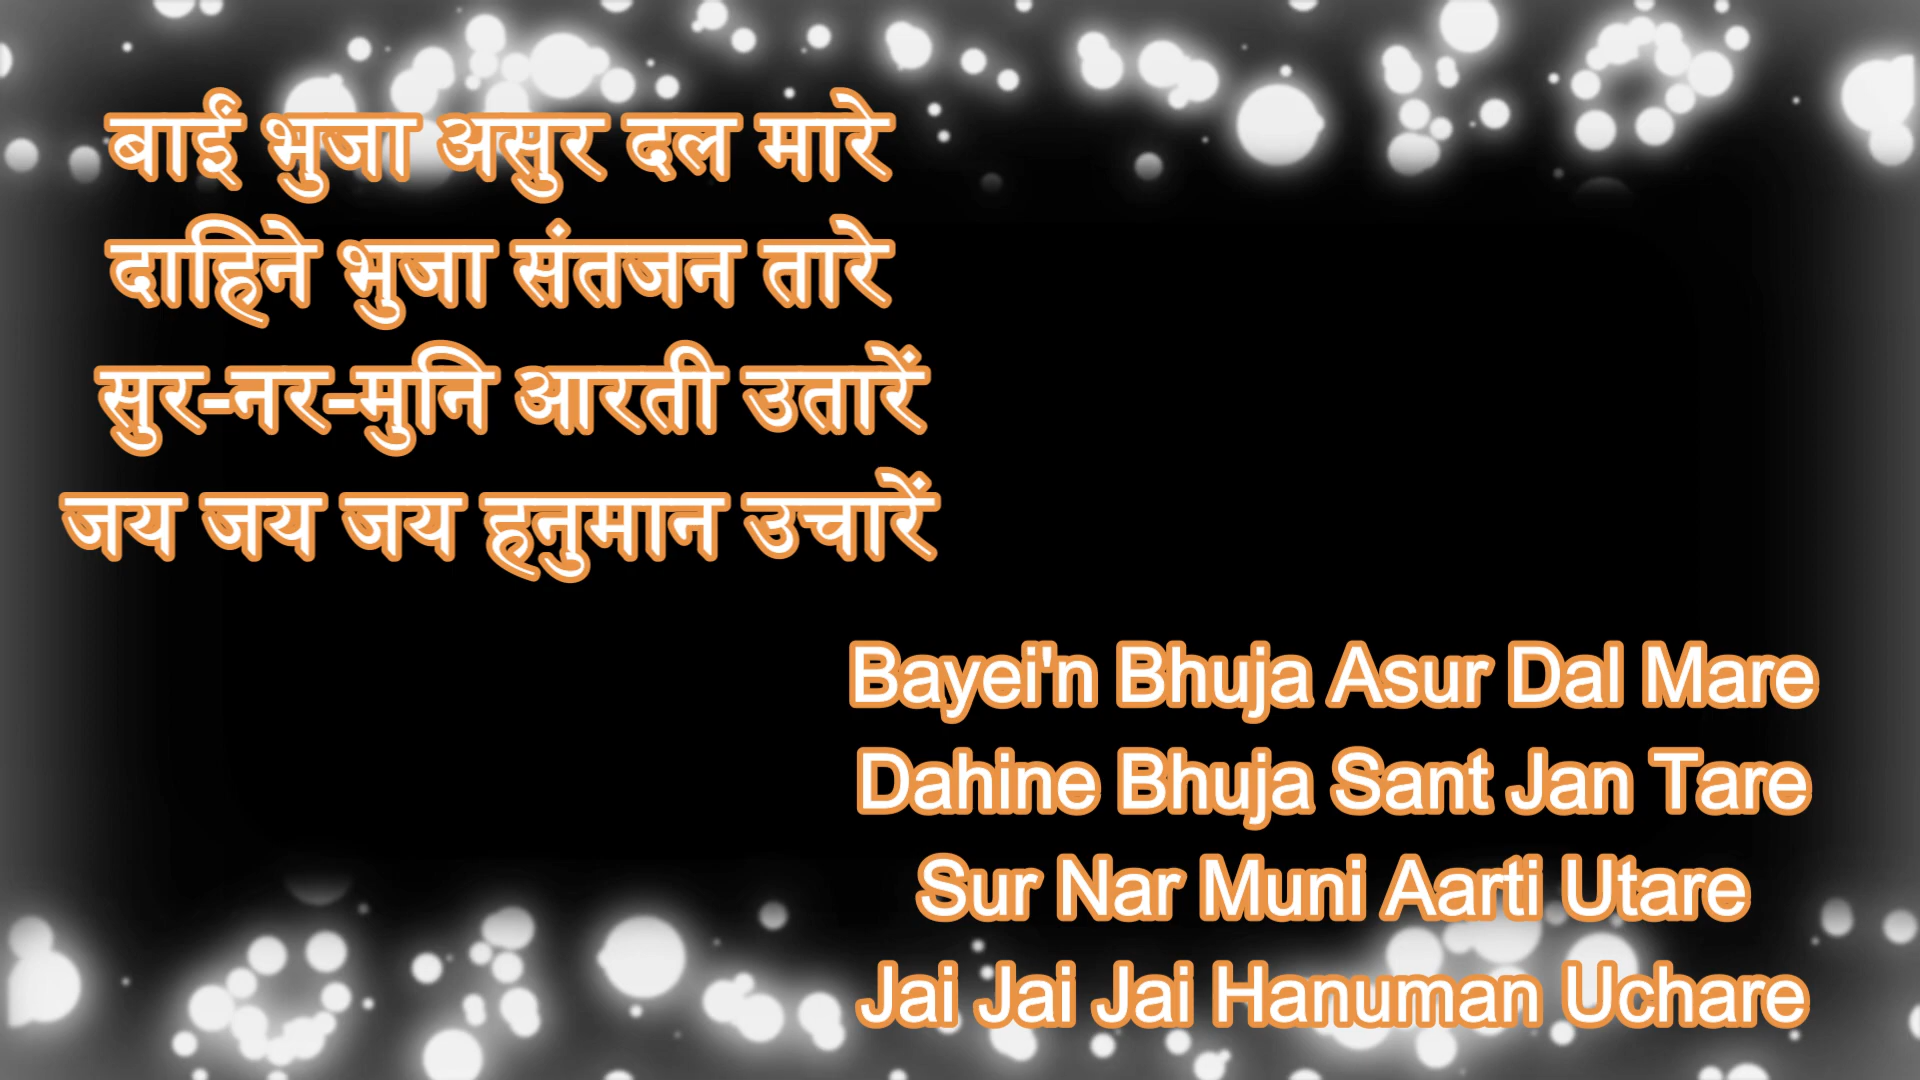 बाईं भुजा असुर दल मारे
दाहिने भुजा संतजन तारे
सुर-नर-मुनि आरती उतारें
जय जय जय हनुमान उचारें
Bayei'n Bhuja Asur Dal Mare
Dahine Bhuja Sant Jan Tare
Sur Nar Muni Aarti Utare
Jai Jai Jai Hanuman Uchare